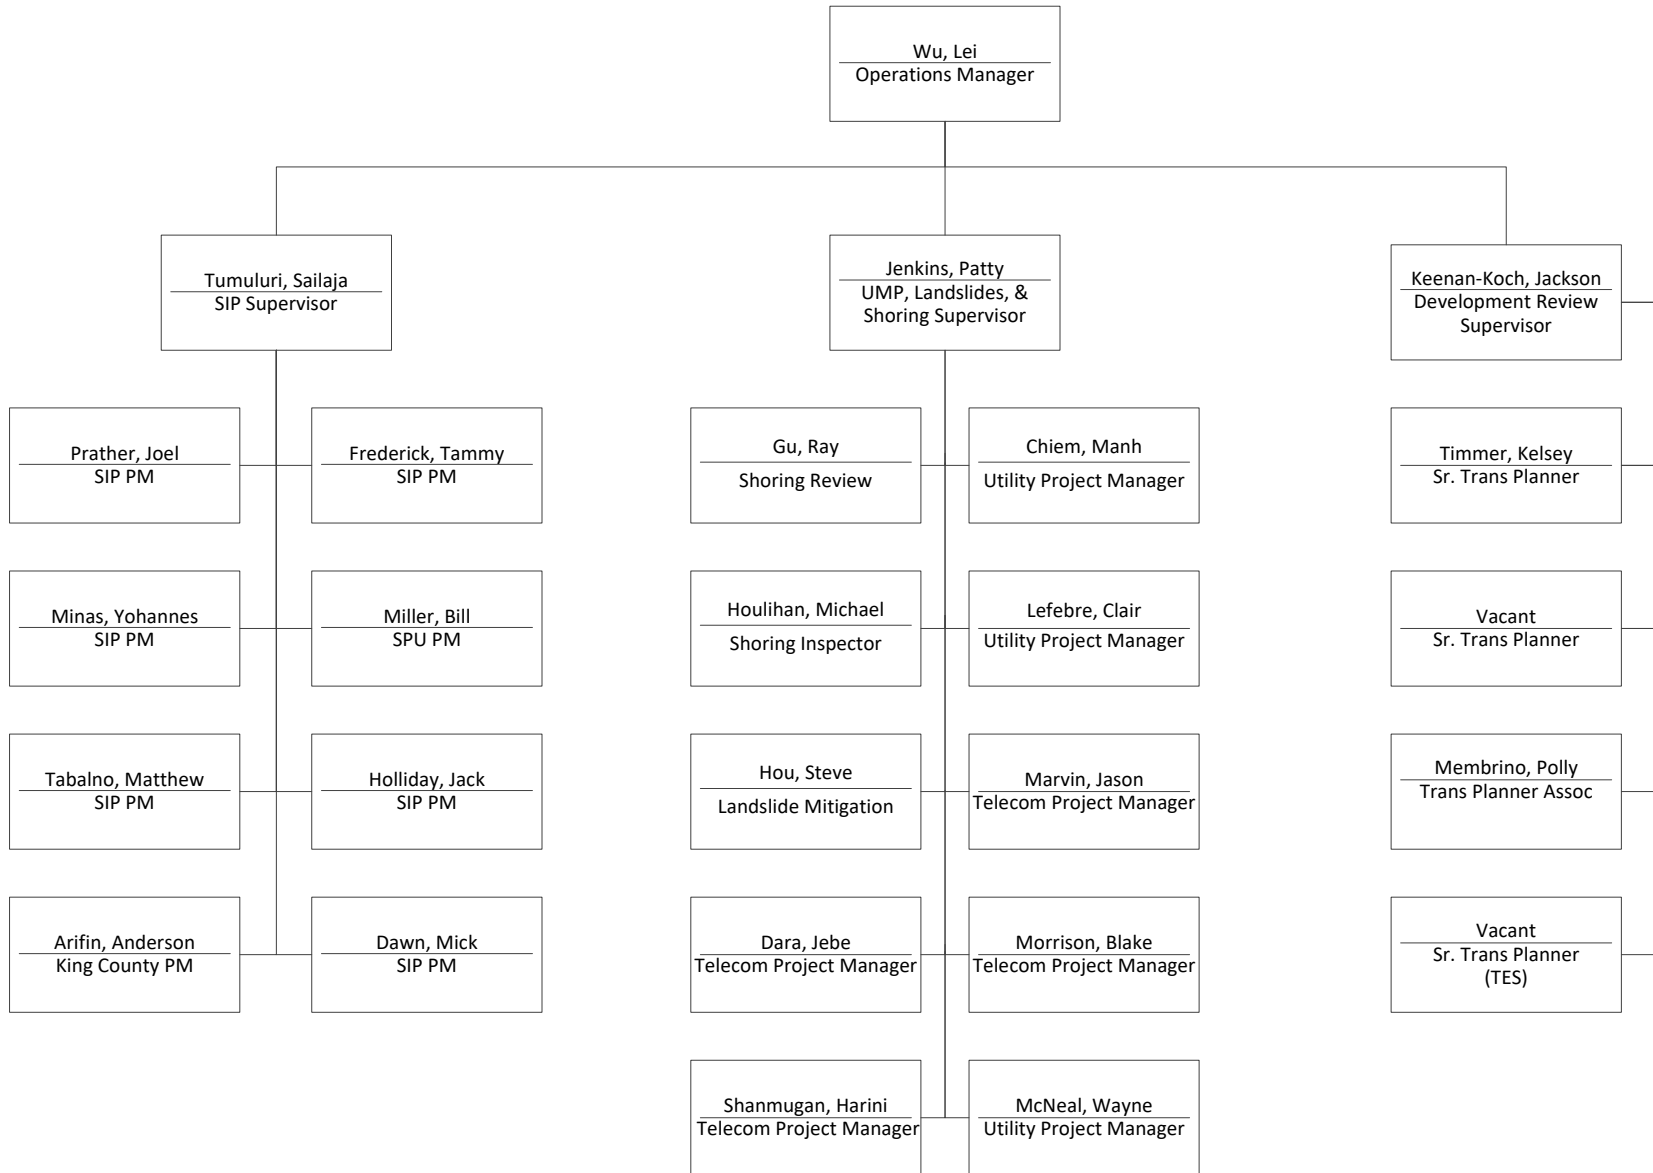 Wu, Lei
Operations Manager
Tumuluri, Sailaja
SIP Supervisor
Jenkins, Patty
UMP, Landslides, &
Shoring Supervisor
Keenan-Koch, Jackson
Development Review
Supervisor
Prather, Joel
SIP PM
Frederick, Tammy
SIP PM
Gu, Ray
Shoring Review
Chiem, Manh
Utility Project Manager
Timmer, Kelsey
Sr. Trans Planner
Minas, Yohannes
SIP PM
Miller, Bill
SPU PM
Houlihan, Michael
Shoring Inspector
Lefebre, Clair
Utility Project Manager
Vacant
Sr. Trans Planner
Tabalno, Matthew
SIP PM
Holliday, Jack
SIP PM
Hou, Steve
Landslide Mitigation
Marvin, Jason
Telecom Project Manager
Membrino, Polly
Trans Planner Assoc
Arifin, Anderson
King County PM
Dawn, Mick
SIP PM
Dara, Jebe
Telecom Project Manager
Morrison, Blake
Telecom Project Manager
Vacant
Sr. Trans Planner
(TES)
Shanmugan, Harini
Telecom Project Manager
McNeal, Wayne
Utility Project Manager